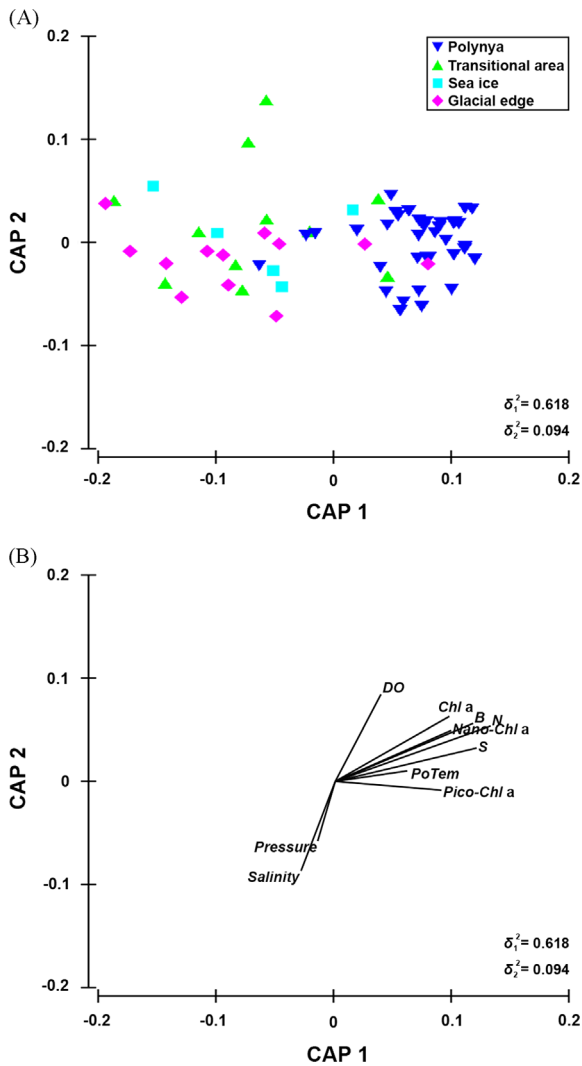 (A)
0.2
0.1
0
-0.1
-0.2
CAP 2
Polynya
Transitional area
Sea ice
Glacial edge
δ₁²= 0.618
δ₂²= 0.094
-0.2 -0.1 0 0.1 0.2
CAP 1
(B)
0.2
0.1
0
-0.1
-0.2
CAP 2
DO
Chl a
B N
Nano-Chl a
S
PoTem
Pico-Chl a
Pressure
Salinity
δ₁²= 0.618
δ₂²= 0.094
-0.2 -0.1 0 0.1 0.2
CAP 1